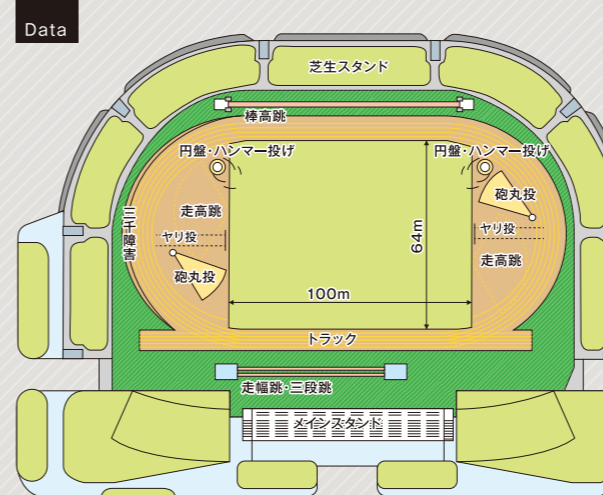 Data
芝生スタンド
棒高跳
円盤・ハンマー投げ
円盤・ハンマー投げ
砲丸投
走高跳
三千障害
ヤリ投
ヤリ投
64m
走高跳
砲丸投
100m
トラック
走幅跳・三段跳
メインスタンド